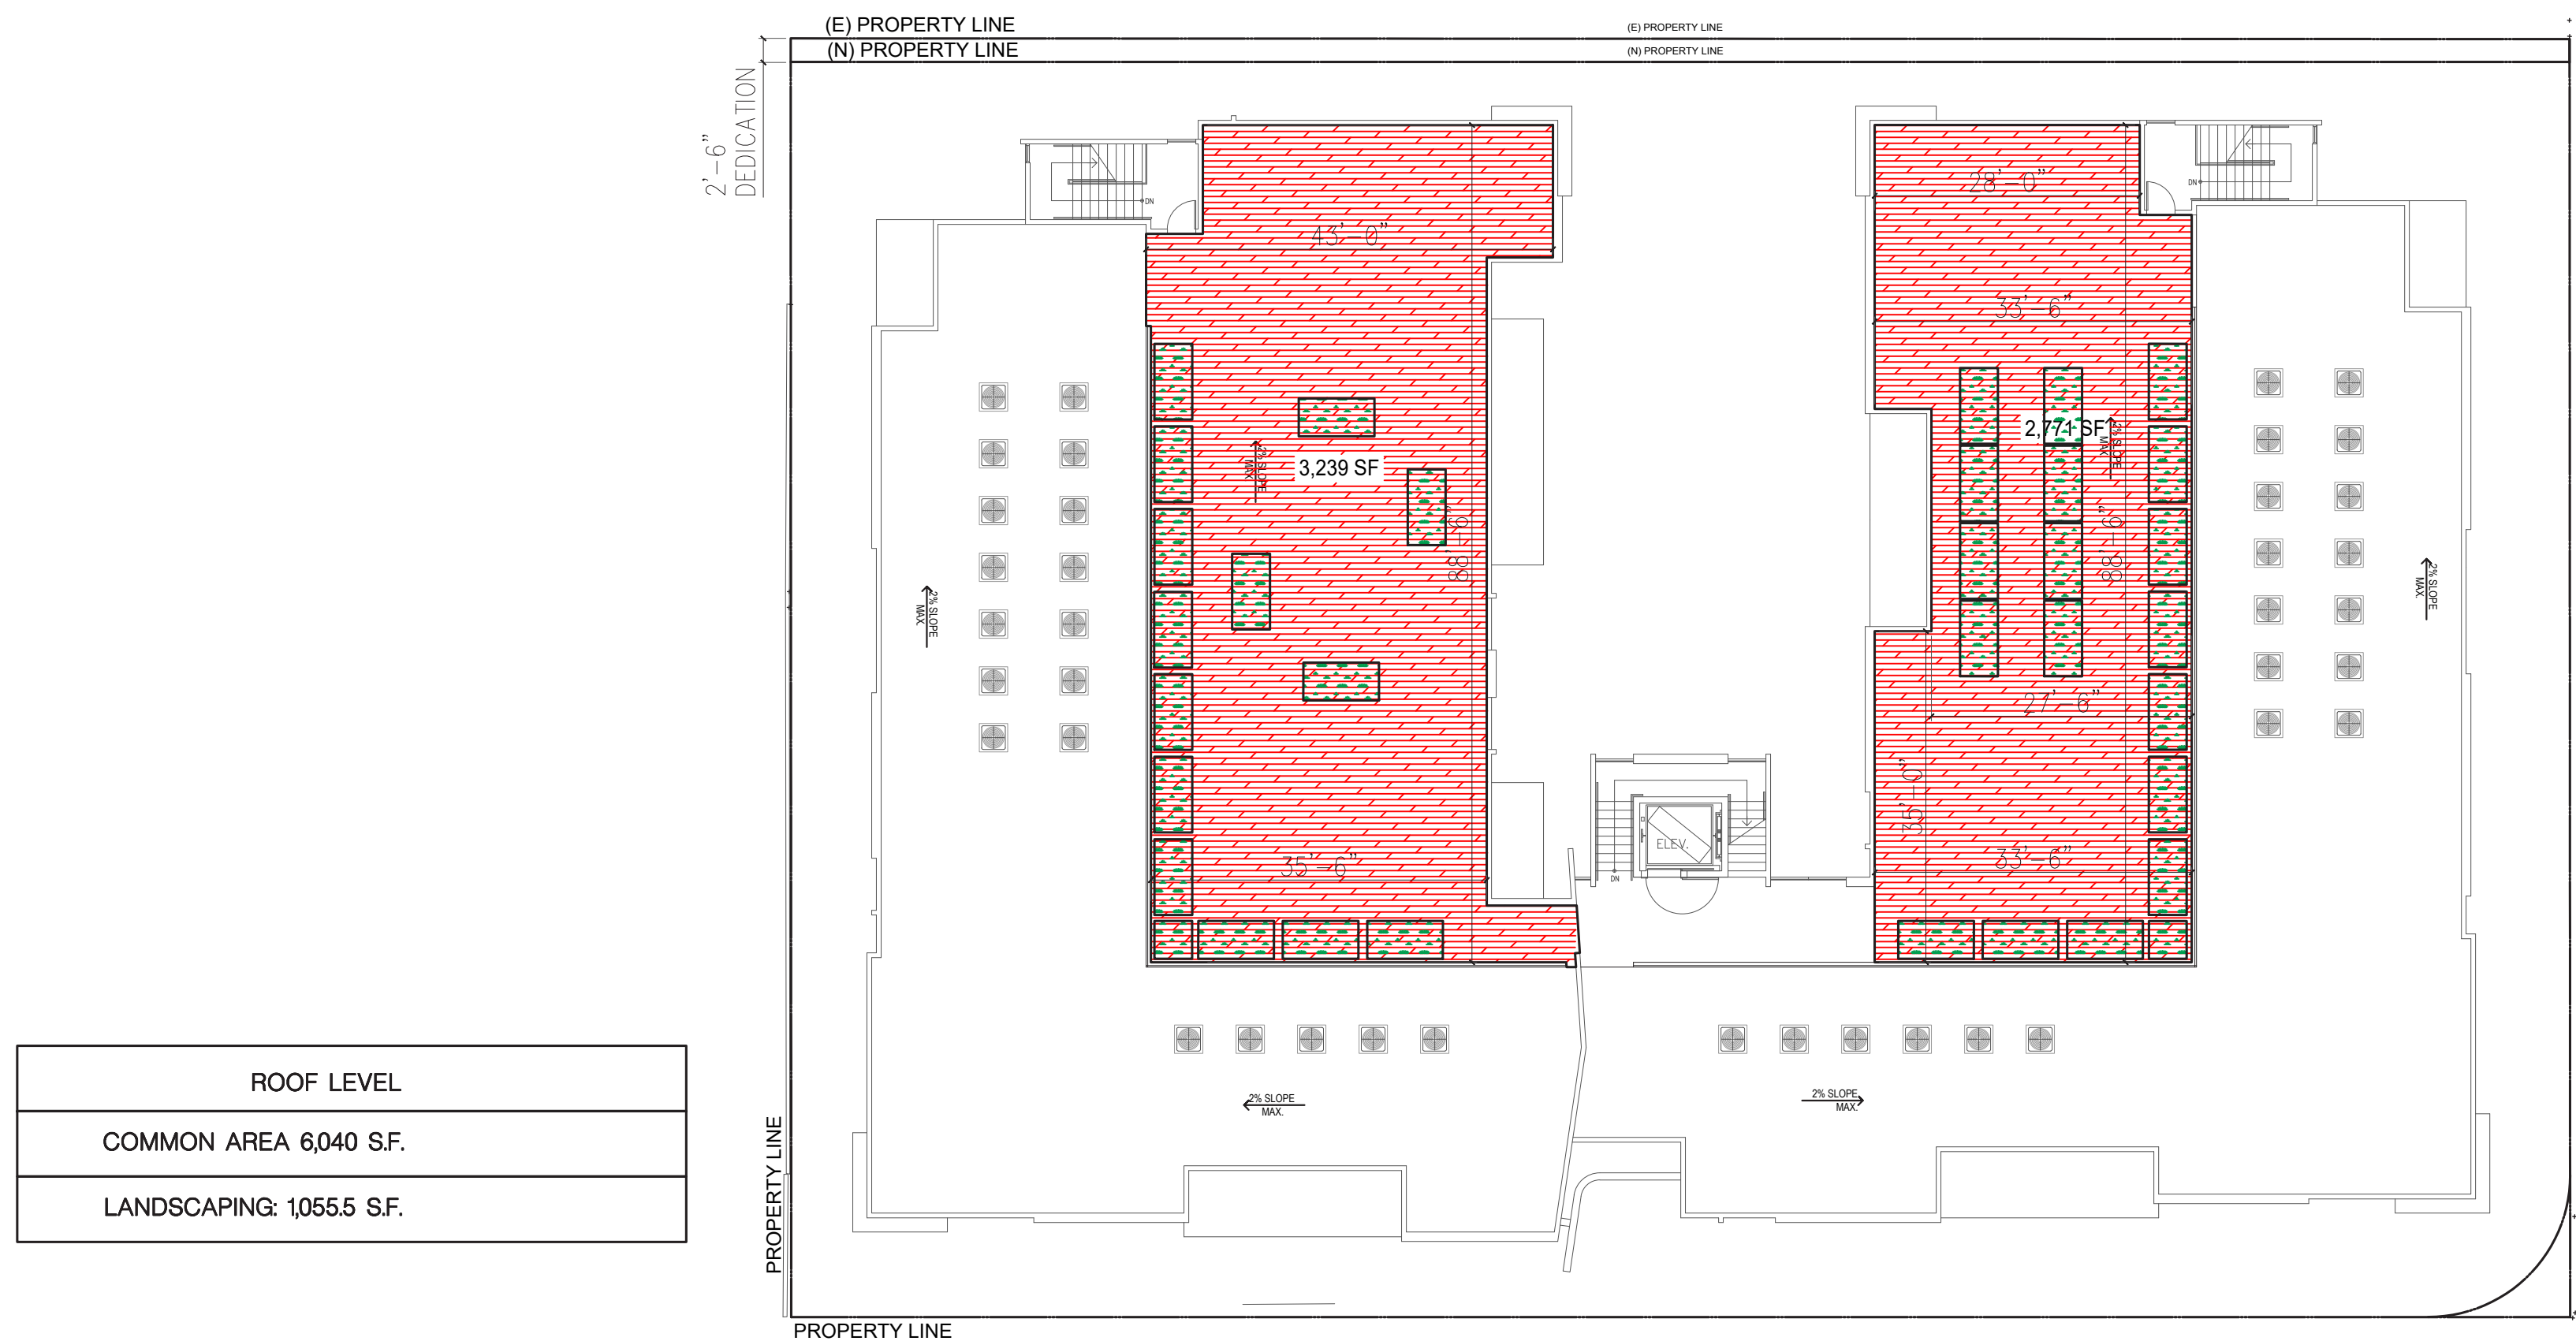 (E) PROPERTY LINE
(E) PROPERTY LINE
(N) PROPERTY LINE
(N) PROPERTY LINE
2'-6"
DEDICATION
DN
DN
28'-0"
43'-0"
33'-6"
2,771 SF
2% SLOPE
MAX.
3,239 SF
2% SLOPE
MAX.
88'-9"
88'-9"
2% SLOPE
MAX.
2% SLOPE
MAX.
27'-6"
35'-0"
ELEV.
DN
35'-6"
33'-6"
2% SLOPE
MAX.
2% SLOPE
MAX.
ROOF LEVEL
COMMON AREA 6,040 S.F.
LANDSCAPING: 1,055.5 S.F.
PROPERTY LINE
PROPERTY LINE